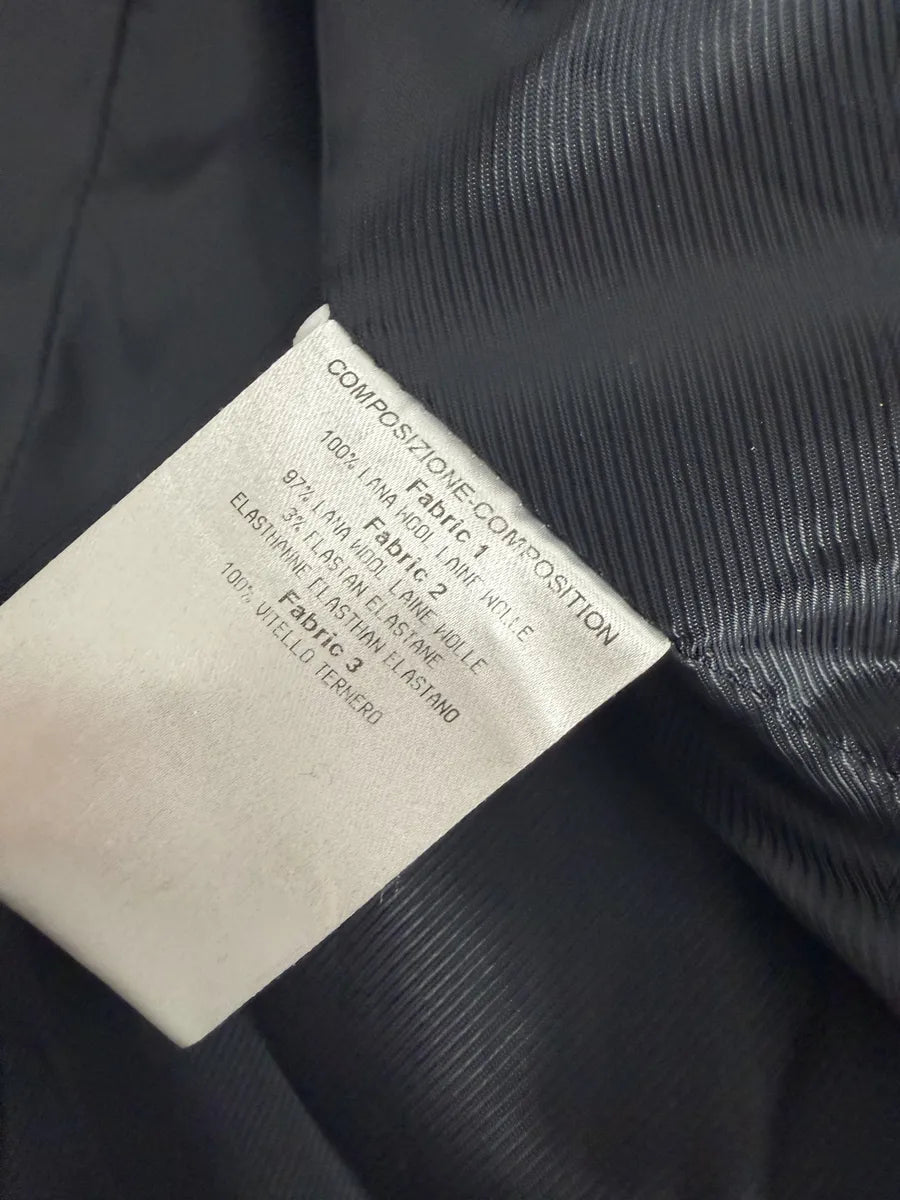 COMPOSIZIONE-COMPOSITION
Fabric 1
100% LANA WOOL LAINE WOLLE
Fabric 2
97% LANA WOOL LAINE WOLLE
3% ELASTAN ELASTANE
ELASTHANNE ELASTHAN ELASTANO
Fabric 3
100% VITELLO TERNERO